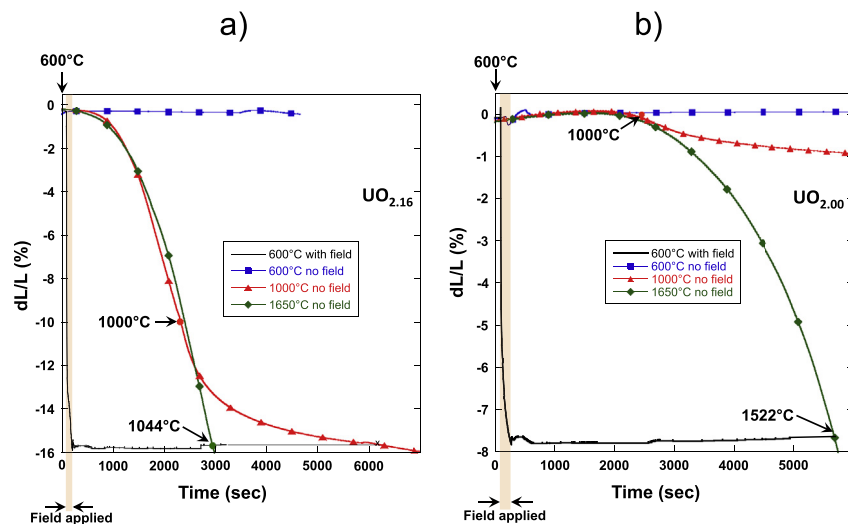 a)
600°C
0
-2
-4
-6
-8
-10
-12
-14
-16
dL/L (%)
UO2.16
600°C with field
600°C no field
1000°C no field
1650°C no field
1000°C
1044°C
0 1000 2000 3000 4000 5000 6000
Time (sec)
Field applied
b)
600°C
0
-1
-2
-3
-4
-5
-6
-7
-8
dL/L (%)
1000°C
UO2.00
600°C with field
600°C no field
1000°C no field
1650°C no field
1522°C
0 1000 2000 3000 4000 5000
Time (sec)
Field applied